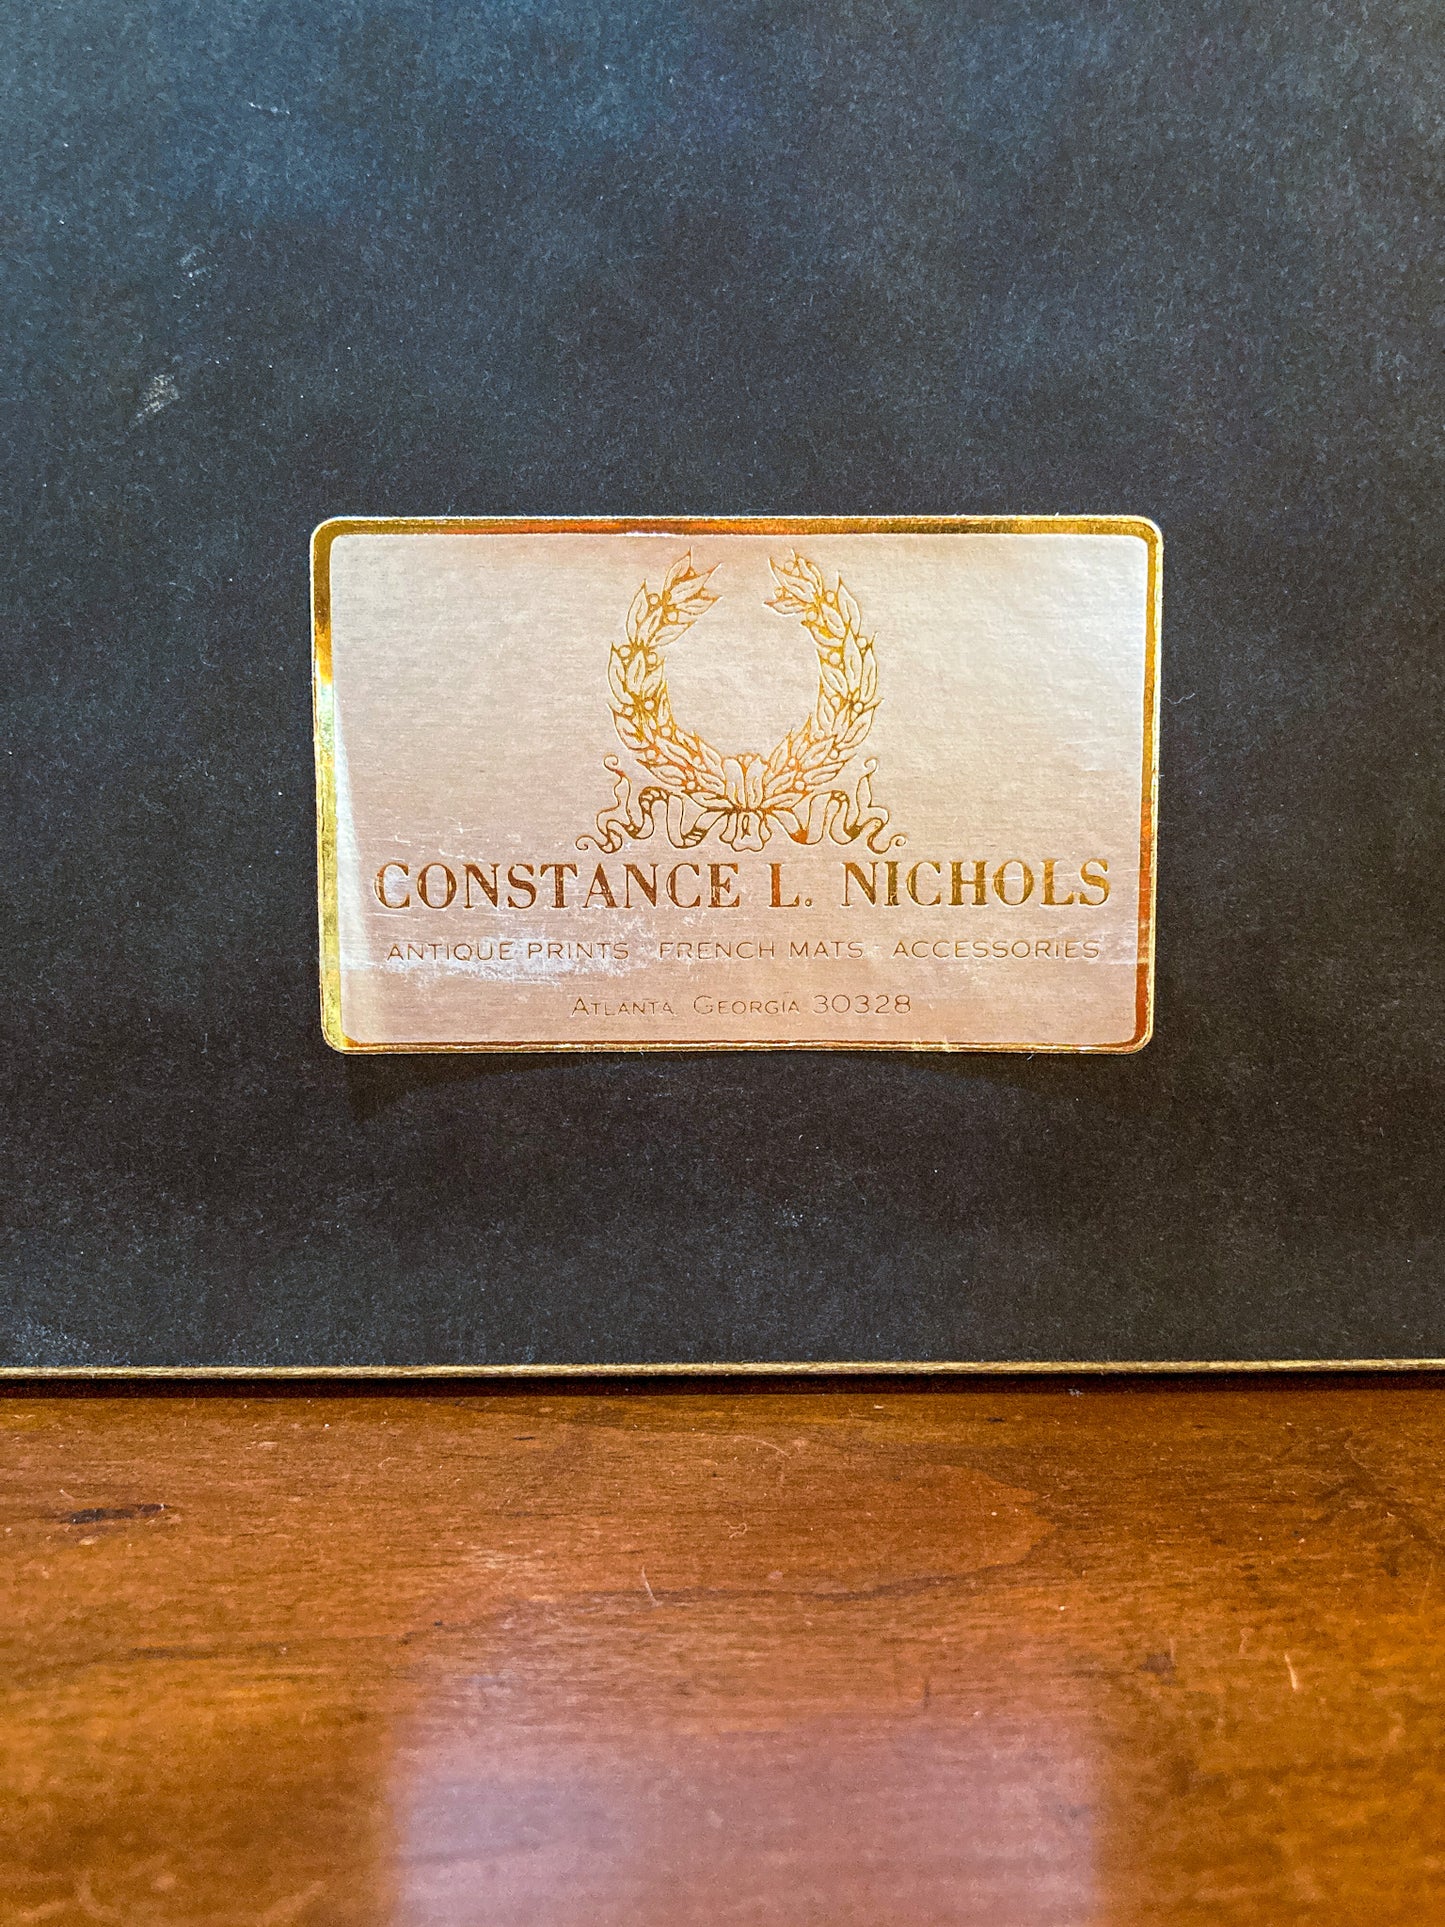 CONSTANCE L. NICHOLS
ANTIQUE PRINTS · FRENCH MATS · ACCESSORIES
ATLANTA, GEORGIA 30328